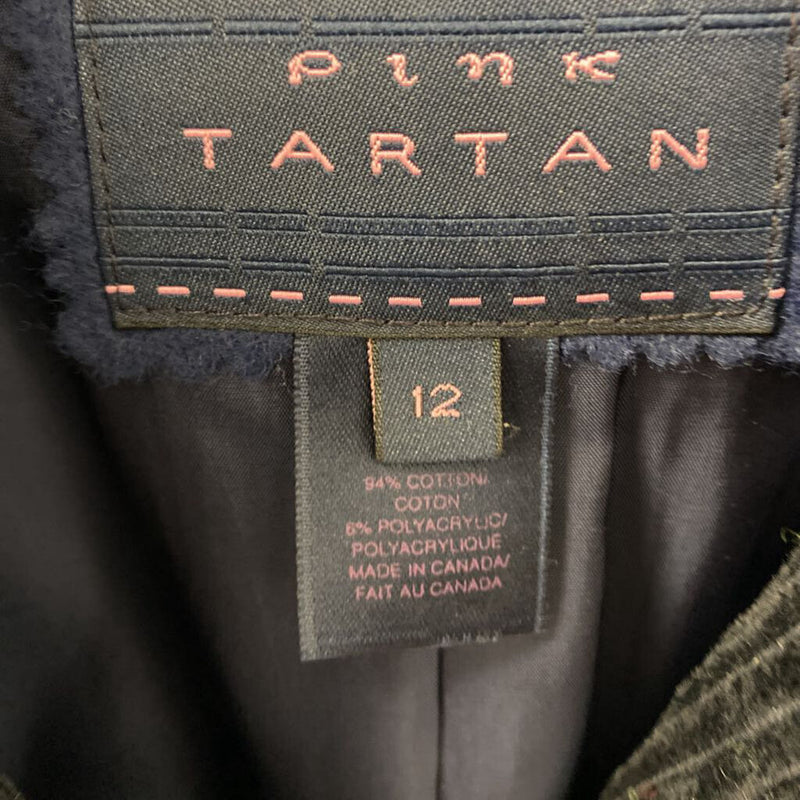 pink
TARTAN
12
94% COTTON/
COTON
6% POLYACRYLIC/
POLYACRYLIQUE
MADE IN CANADA/
FAIT AU CANADA